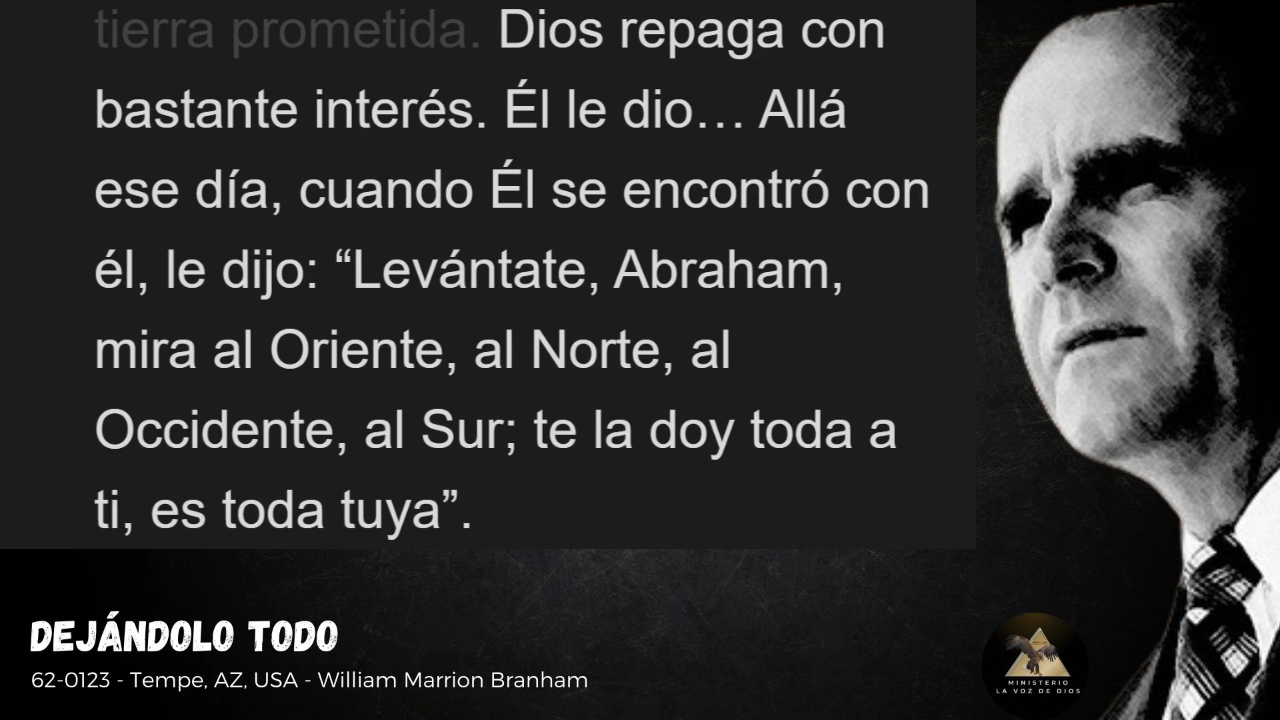 tierra prometida. Dios repaga con
bastante interés. Él le dio… Allá
ese día, cuando Él se encontró con
él, le dijo: “Levántate, Abraham,
mira al Oriente, al Norte, al
Occidente, al Sur; te la doy toda a
ti, es toda tuya”.
DEJÁNDOLO TODO
62-0123 - Tempe, AZ, USA - William Marrion Branham
MINISTERIO
LA VOZ DE DIOS